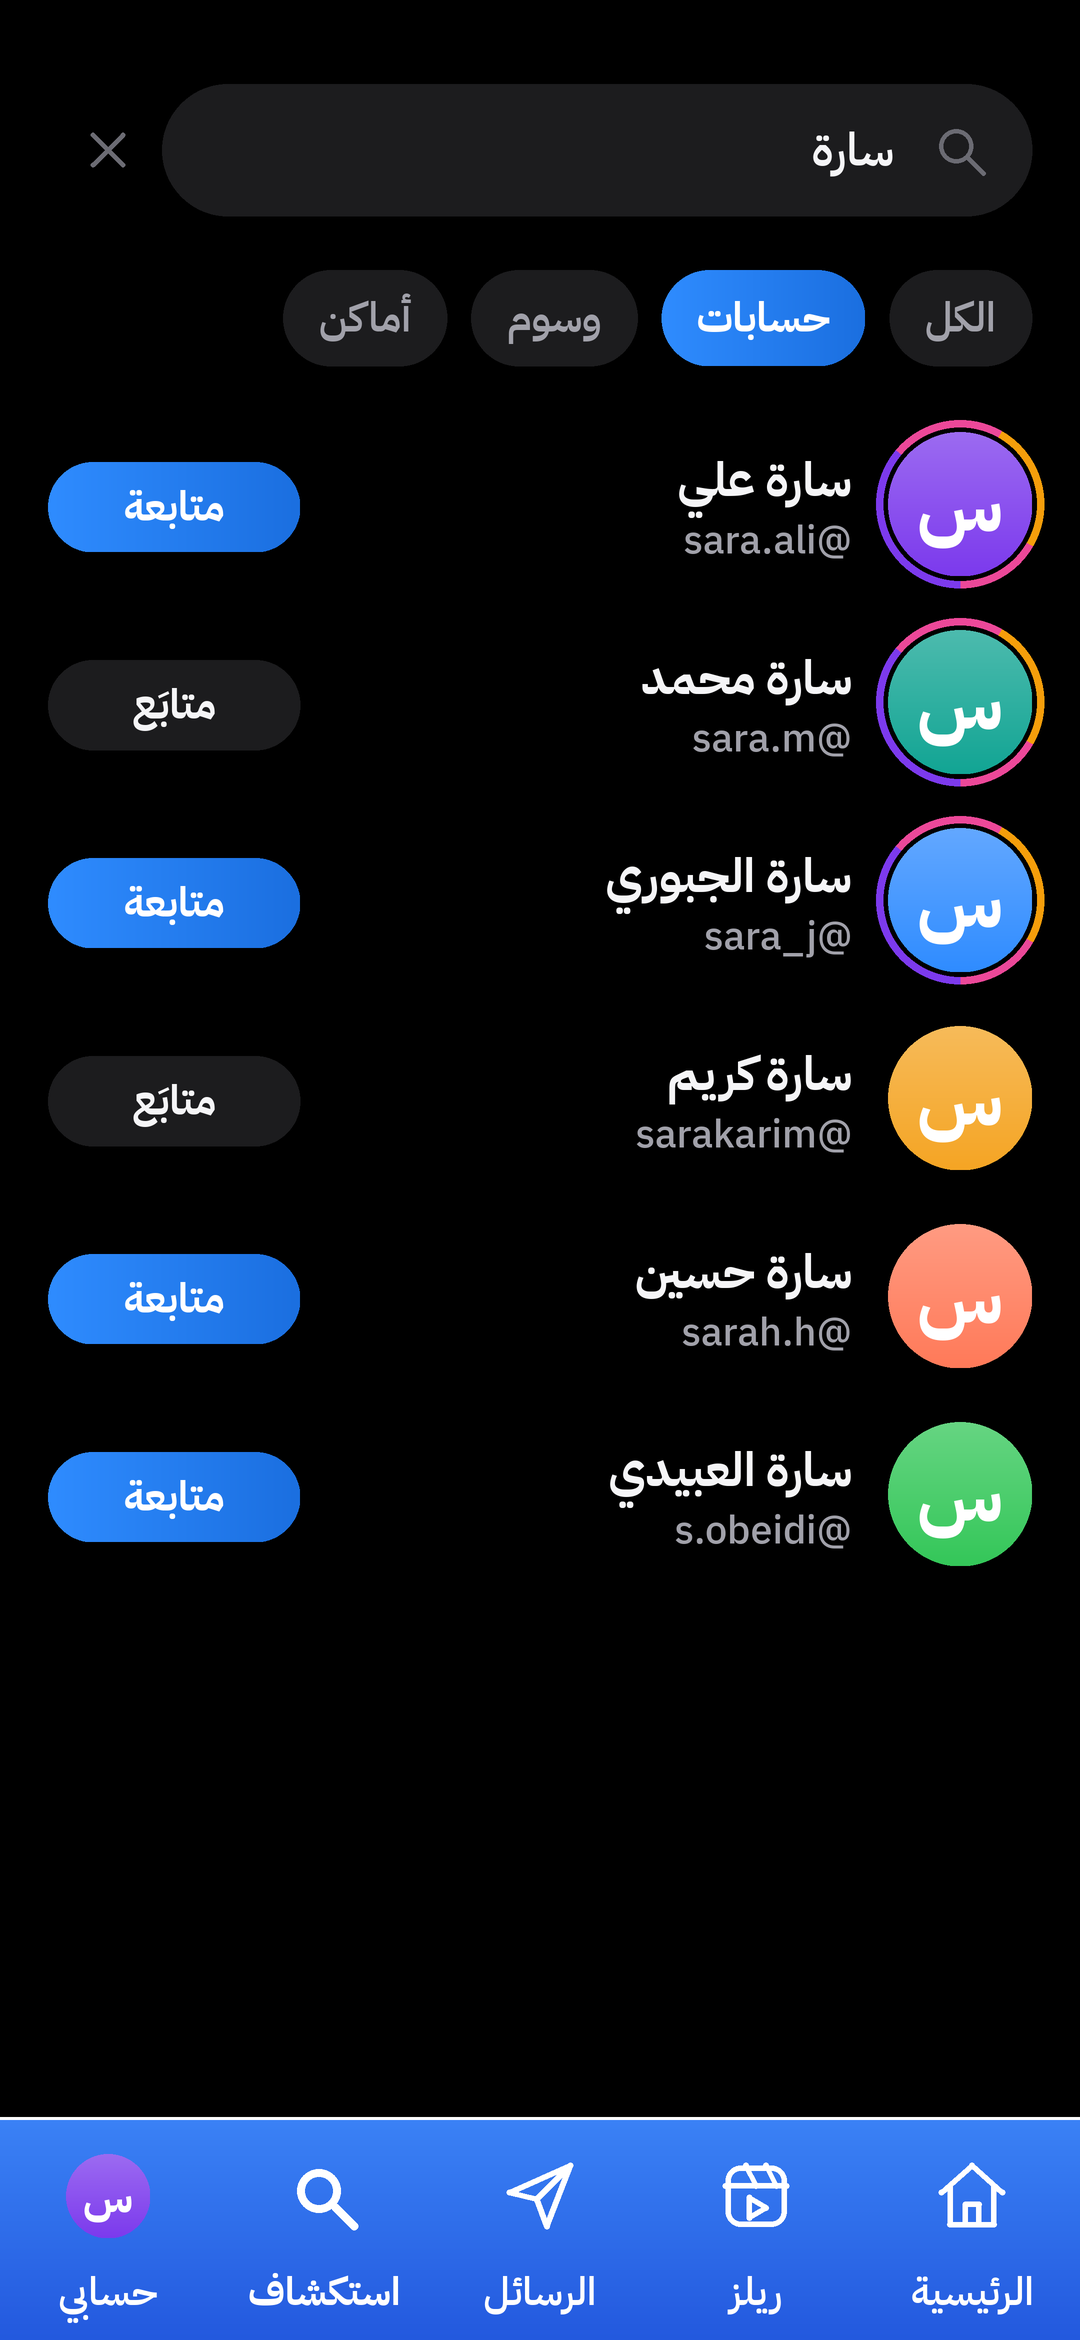 سارة
الكل
حسابات
وسوم
أماكن
س
سارة علي
@sara.ali
متابعة
س
سارة محمد
@sara.m
متابَع
س
سارة الجبوري
@sara_j
متابعة
س
سارة كريم
@sarakarim
متابَع
س
سارة حسين
@sarah.h
متابعة
س
سارة العبيدي
@s.obeidi
متابعة
الرئيسية
ريلز
الرسائل
استكشاف
س
حسابي